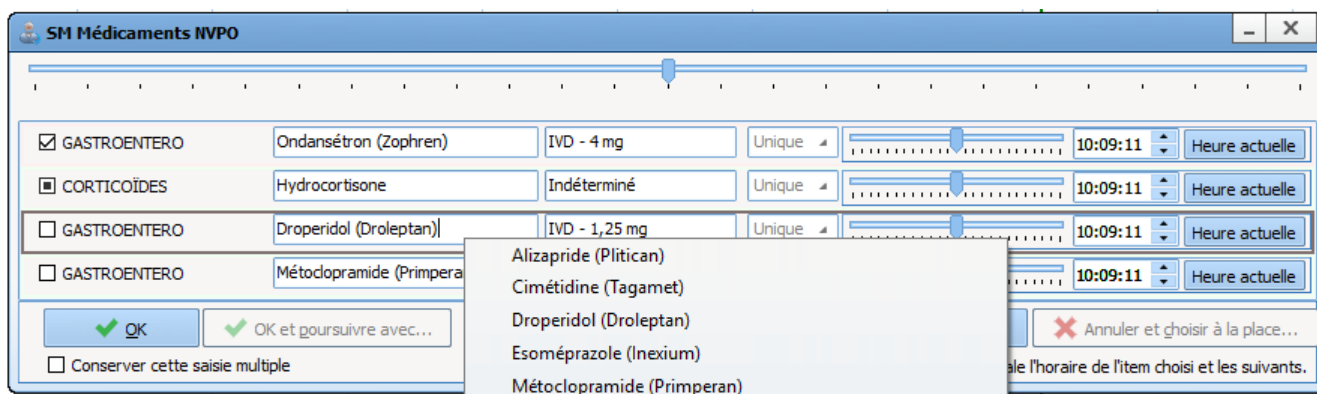 SM Médicaments NVPO
GASTROENTERO Ondansétron (Zophren) IVD - 4 mg Unique 10:09:11 Heure actuelle
CORTICOÏDES Hydrocortisone Indéterminé Unique 10:09:11 Heure actuelle
GASTROENTERO Droperidol (Droleptan) IVD - 1,25 mg Unique 10:09:11 Heure actuelle
GASTROENTERO Métoclopramide (Primpera 10:09:11 Heure actuelle
Alizapride (Plitican)
Cimétidine (Tagamet)
Droperidol (Droleptan)
Esoméprazole (Inexium)
Métoclopramide (Primperan)
OK OK et poursuivre avec... Annuler et choisir à la place...
Conserver cette saisie multiple ale l'horaire de l'item choisi et les suivants.